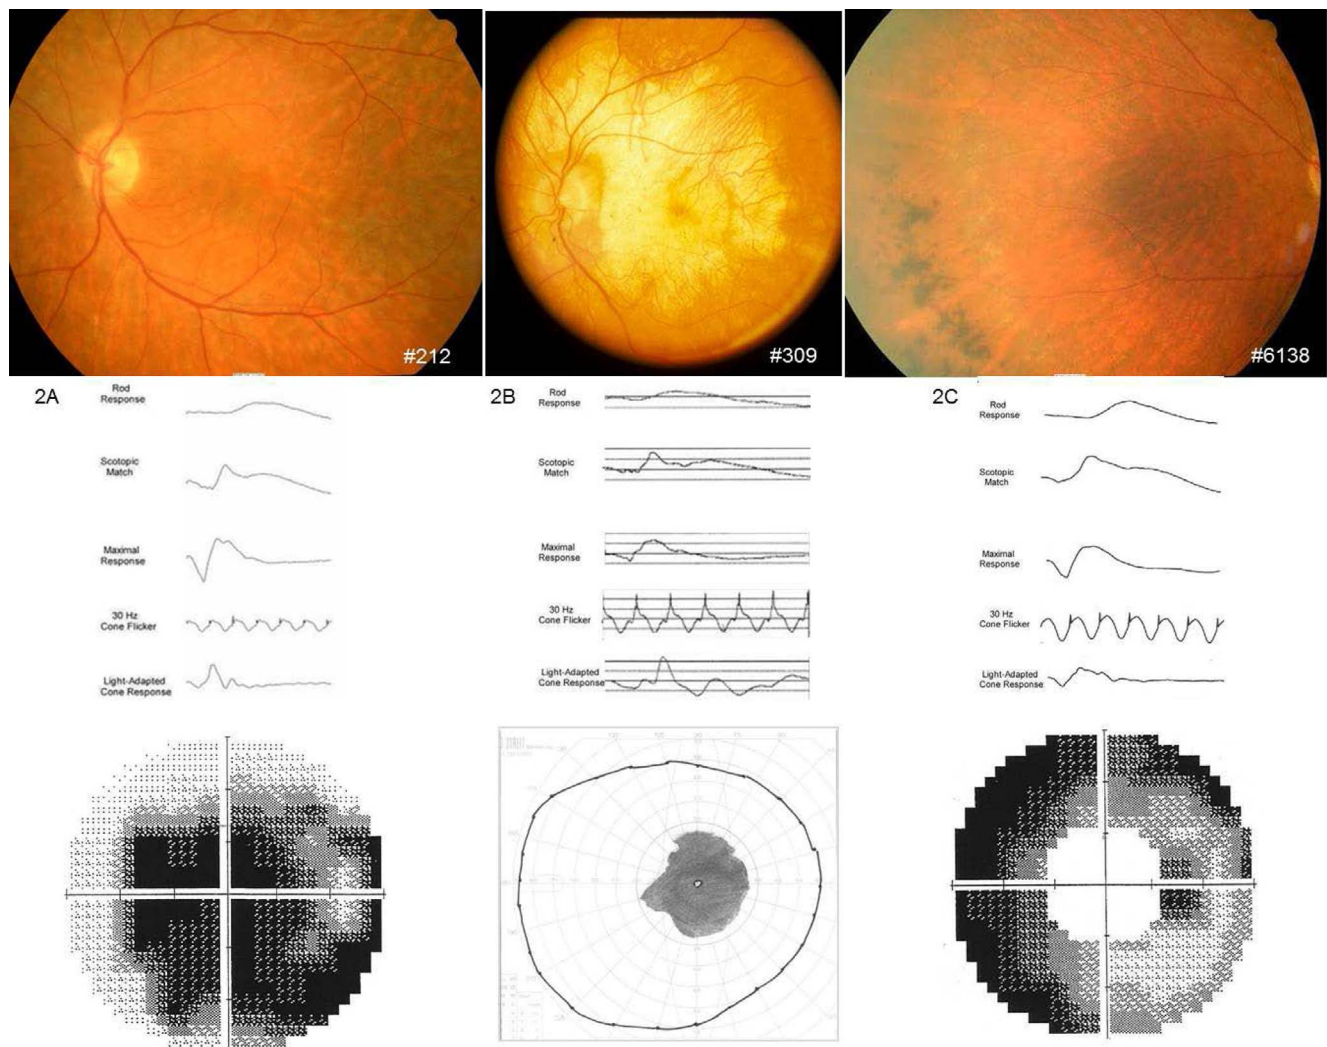 #212
#309
#6138
2A
Rod
Response
Scotopic
Match
Maximal
Response
30 Hz
Cone Flicker
Light-Adapted
Cone Response
2B
Rod
Response
Scotopic
Match
Maximal
Response
30 Hz
Cone Flicker
Light-Adapted
Cone Response
2C
Rod
Response
Scotopic
Match
Maximal
Response
30 Hz
Cone Flicker
Light-Adapted
Cone Response